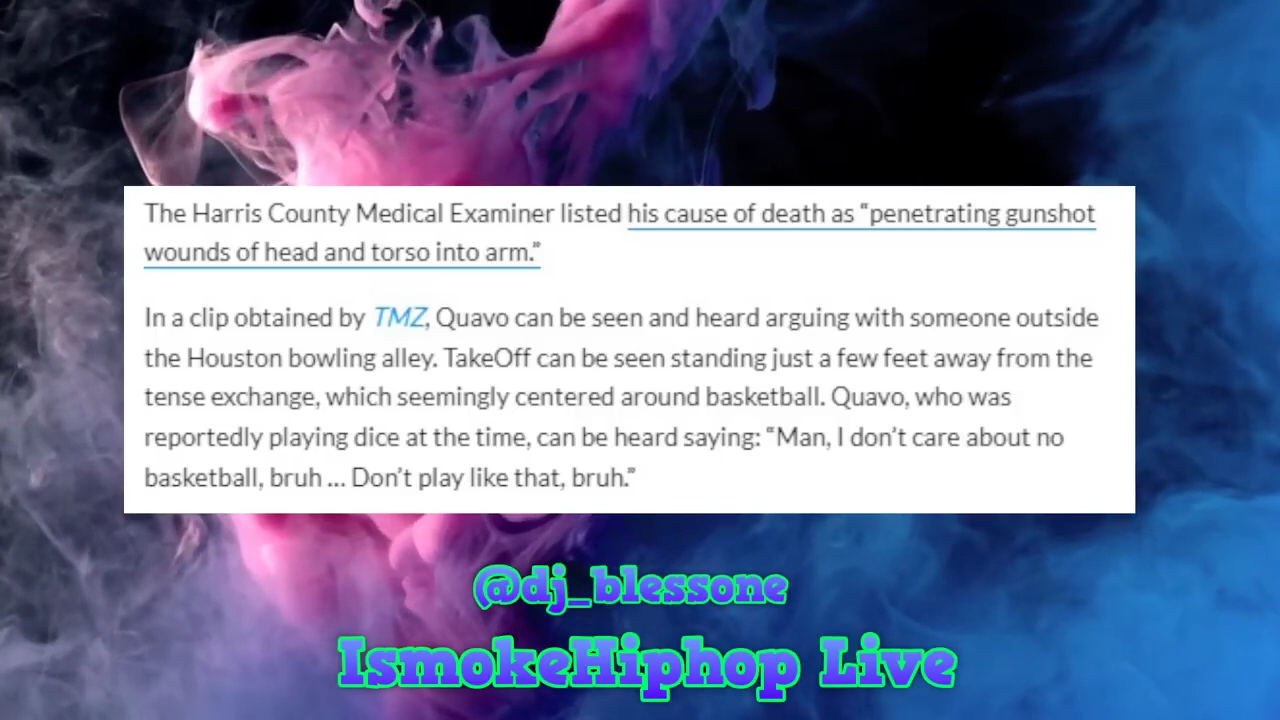 The Harris County Medical Examiner listed his cause of death as “penetrating gunshot
wounds of head and torso into arm.”
In a clip obtained by TMZ, Quavo can be seen and heard arguing with someone outside
the Houston bowling alley. TakeOff can be seen standing just a few feet away from the
tense exchange, which seemingly centered around basketball. Quavo, who was
reportedly playing dice at the time, can be heard saying: “Man, I don’t care about no
basketball, bruh ... Don’t play like that, bruh.”
@dj_blessone
IsmokeHiphop Live